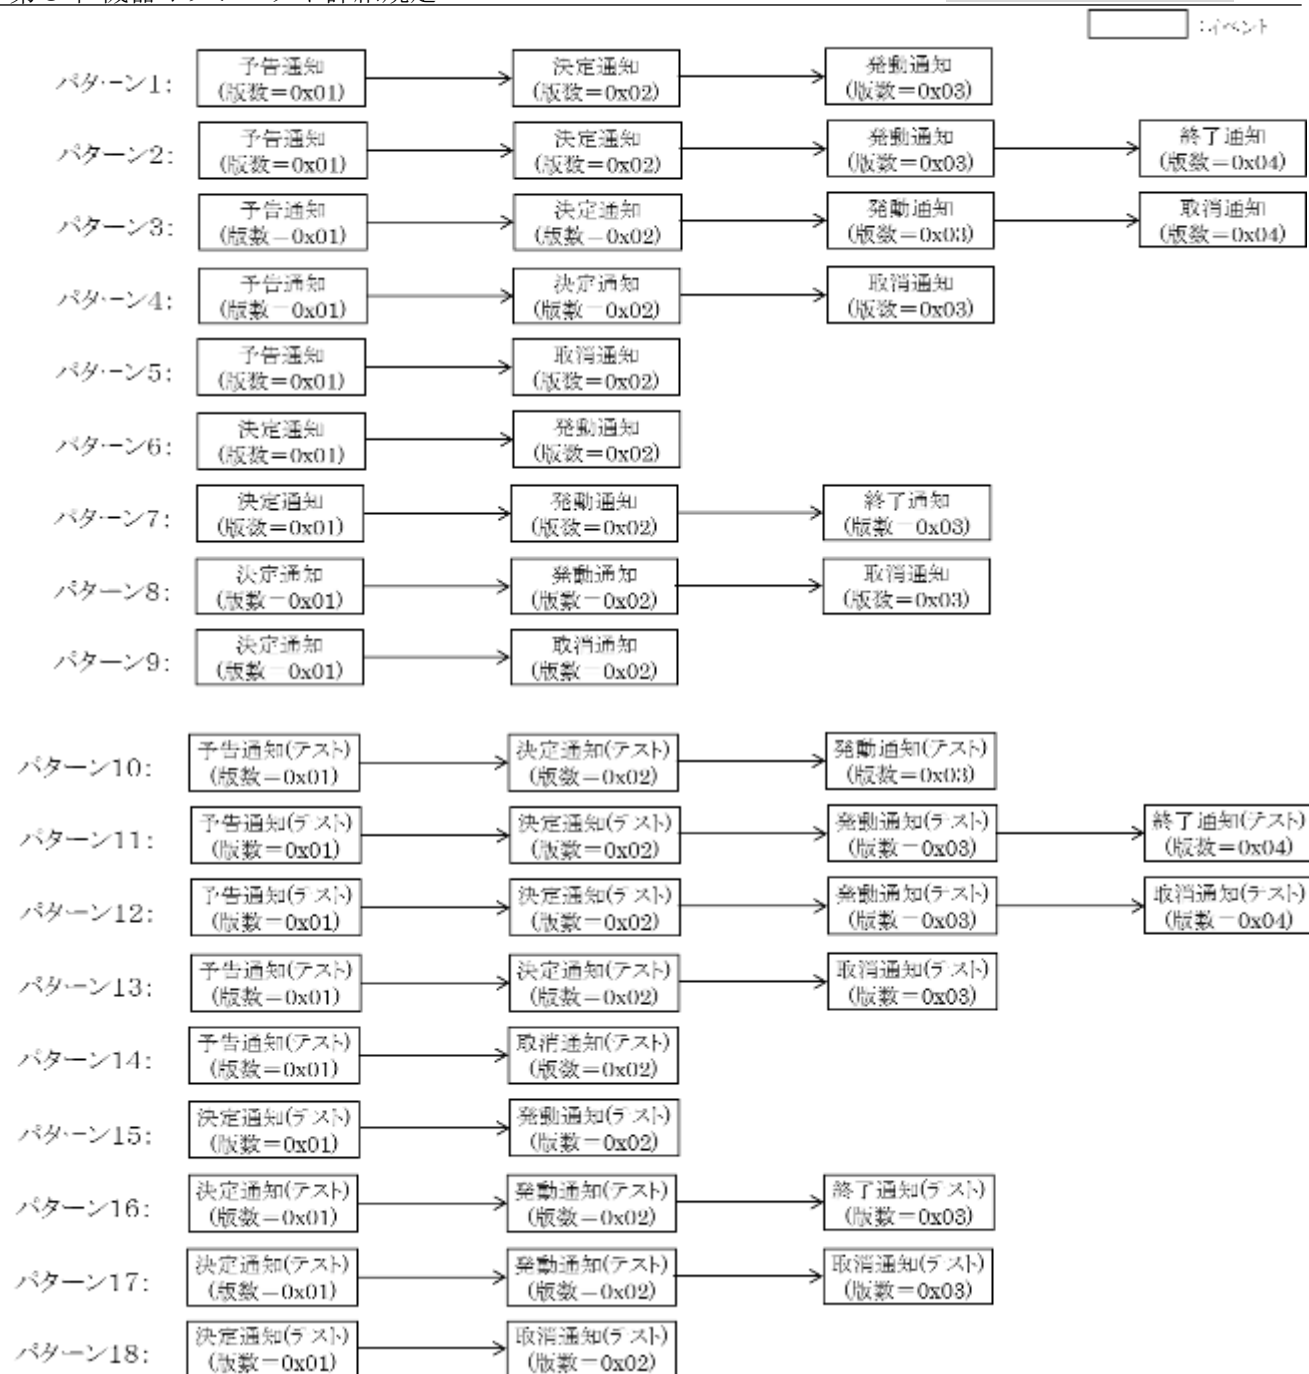 :イベント
パターン1:
予告通知
(版数=0x01)
決定通知
(版数=0x02)
発動通知
(版数=0x03)
パターン2:
予告通知
(版数=0x01)
決定通知
(版数=0x02)
発動通知
(版数=0x03)
終了通知
(版数=0x04)
パターン3:
予告通知
(版数=0x01)
決定通知
(版数=0x02)
発動通知
(版数=0x03)
取消通知
(版数=0x04)
パターン4:
予告通知
(版数=0x01)
決定通知
(版数=0x02)
取消通知
(版数=0x03)
パターン5:
予告通知
(版数=0x01)
取消通知
(版数=0x02)
パターン6:
決定通知
(版数=0x01)
発動通知
(版数=0x02)
パターン7:
決定通知
(版数=0x01)
発動通知
(版数=0x02)
終了通知
(版数=0x03)
パターン8:
決定通知
(版数=0x01)
発動通知
(版数=0x02)
取消通知
(版数=0x03)
パターン9:
決定通知
(版数=0x01)
取消通知
(版数=0x02)
パターン10:
予告通知(テスト)
(版数=0x01)
決定通知(テスト)
(版数=0x02)
発動通知(テスト)
(版数=0x03)
パターン11:
予告通知(テスト)
(版数=0x01)
決定通知(テスト)
(版数=0x02)
発動通知(テスト)
(版数=0x03)
終了通知(テスト)
(版数=0x04)
パターン12:
予告通知(テスト)
(版数=0x01)
決定通知(テスト)
(版数=0x02)
発動通知(テスト)
(版数=0x03)
取消通知(テスト)
(版数=0x04)
パターン13:
予告通知(テスト)
(版数=0x01)
決定通知(テスト)
(版数=0x02)
取消通知(テスト)
(版数=0x03)
パターン14:
予告通知(テスト)
(版数=0x01)
取消通知(テスト)
(版数=0x02)
パターン15:
決定通知(テスト)
(版数=0x01)
発動通知(テスト)
(版数=0x02)
パターン16:
決定通知(テスト)
(版数=0x01)
発動通知(テスト)
(版数=0x02)
終了通知(テスト)
(版数=0x03)
パターン17:
決定通知(テスト)
(版数=0x01)
発動通知(テスト)
(版数=0x02)
取消通知(テスト)
(版数=0x03)
パターン18:
決定通知(テスト)
(版数=0x01)
取消通知(テスト)
(版数=0x02)